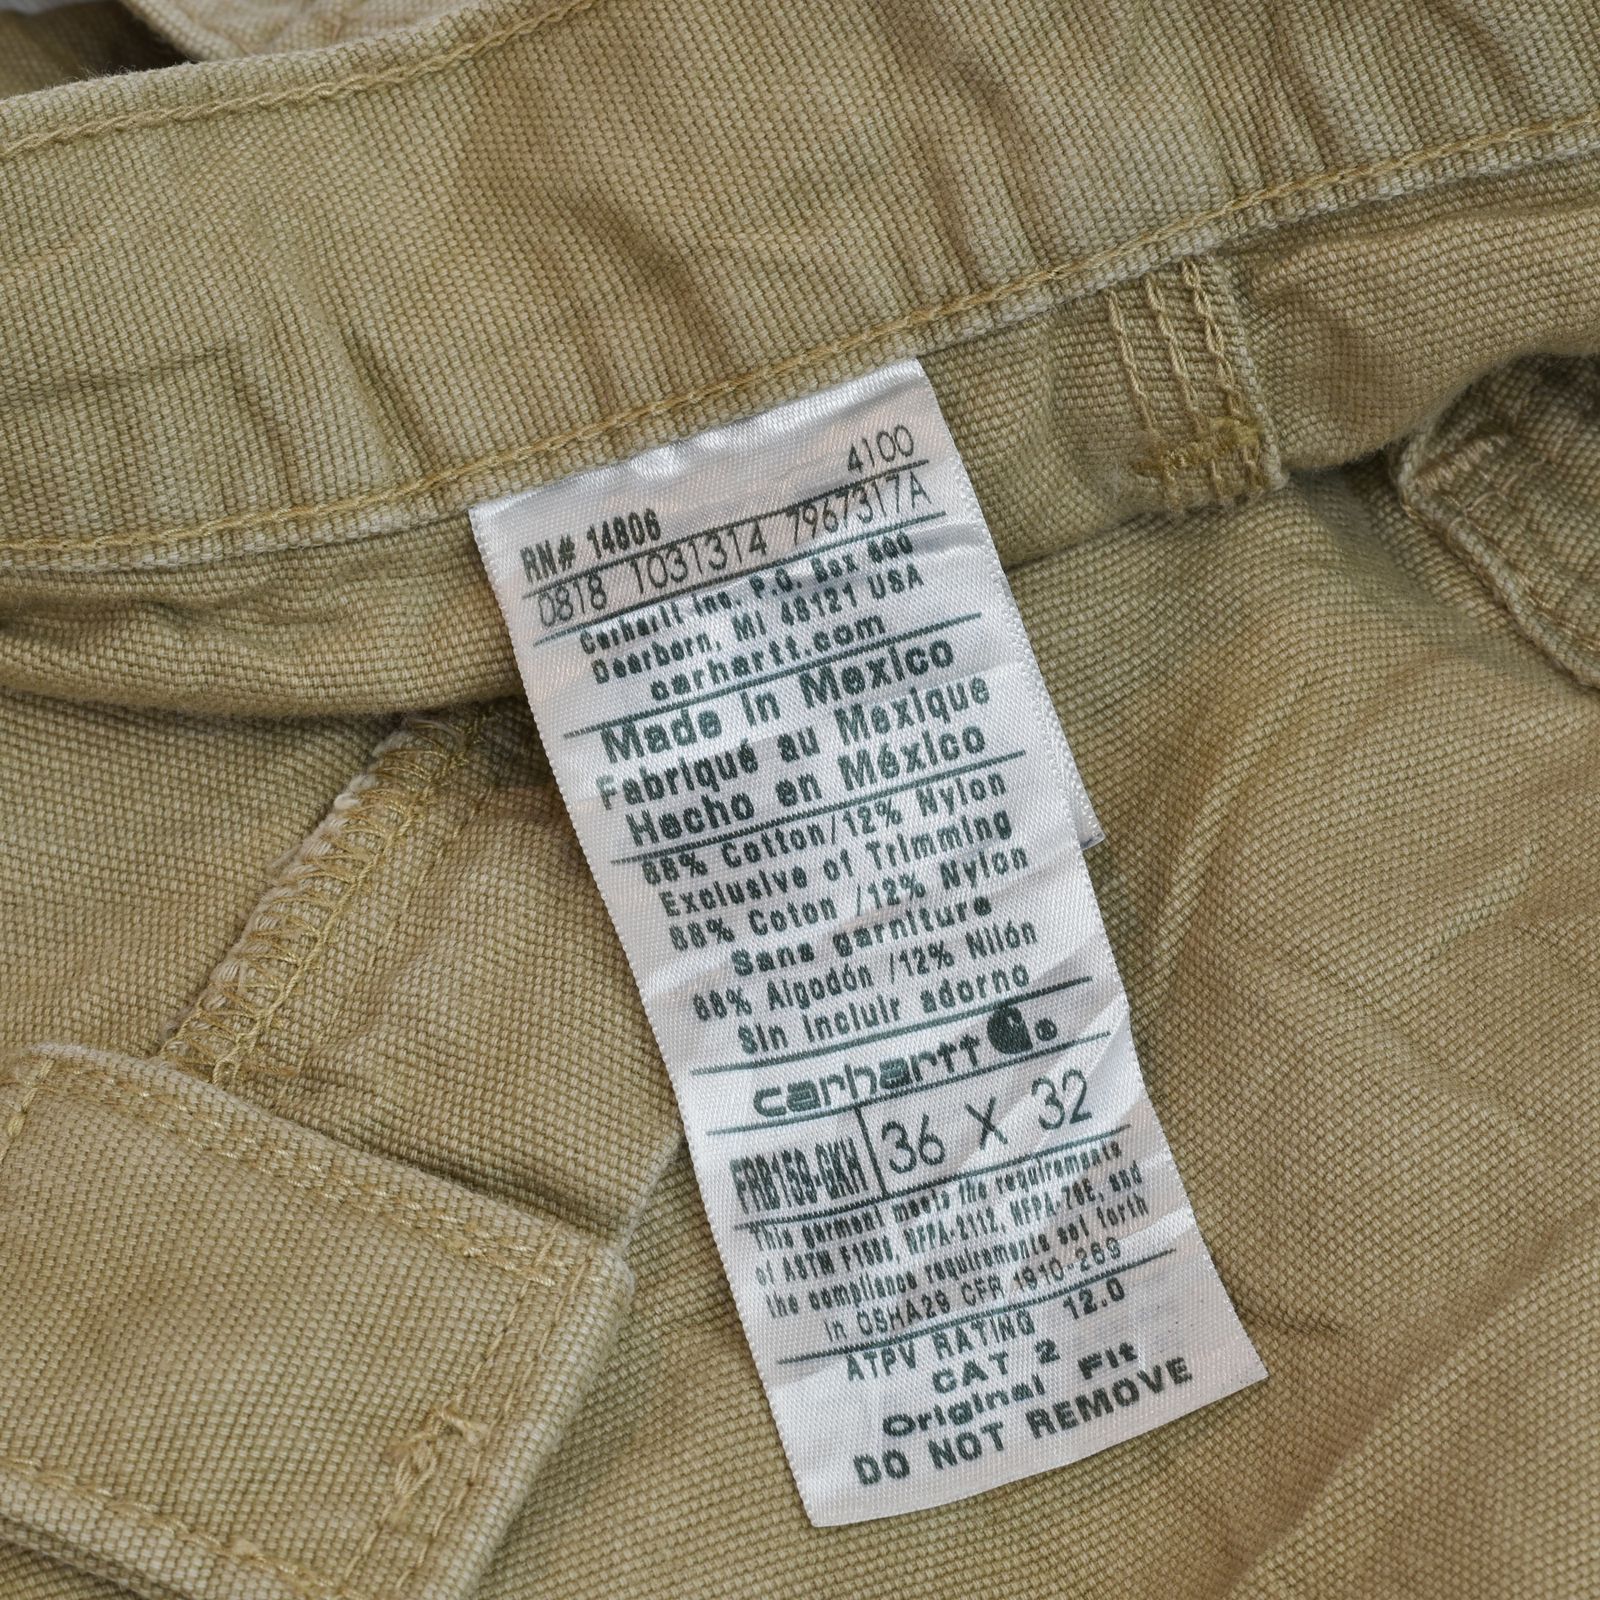 4100
RN# 14806
0818 1031314 7967317A
Carhartt Inc. P.O. Box 600
Dearborn, MI 48121 USA
carhartt.com
Made in Mexico
Fabriqué au Mexique
Hecho en México
88% Cotton/12% Nylon
Exclusive of Trimming
88% Coton /12% Nylon
Sans garniture
88% Algodón /12% Nilón
Sin incluir adorno
carhartt ®
FRB159-GKH 36 X 32
This garment meets the requirements
of ASTM F1506, NFPA-2112, NFPA-70E, and
the compliance requirements set forth
in OSHA29 CFR 1910-269
ATPV RATING 12.0
CAT 2
Original Fit
DO NOT REMOVE